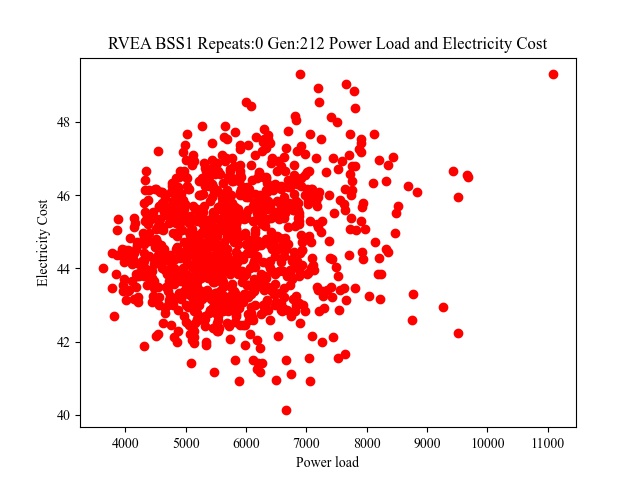 RVEA BSS1 Repeats:0 Gen:212 Power Load and Electricity Cost
48
46
44
42
40
Electricity Cost
4000 5000 6000 7000 8000 9000 10000 11000
Power load